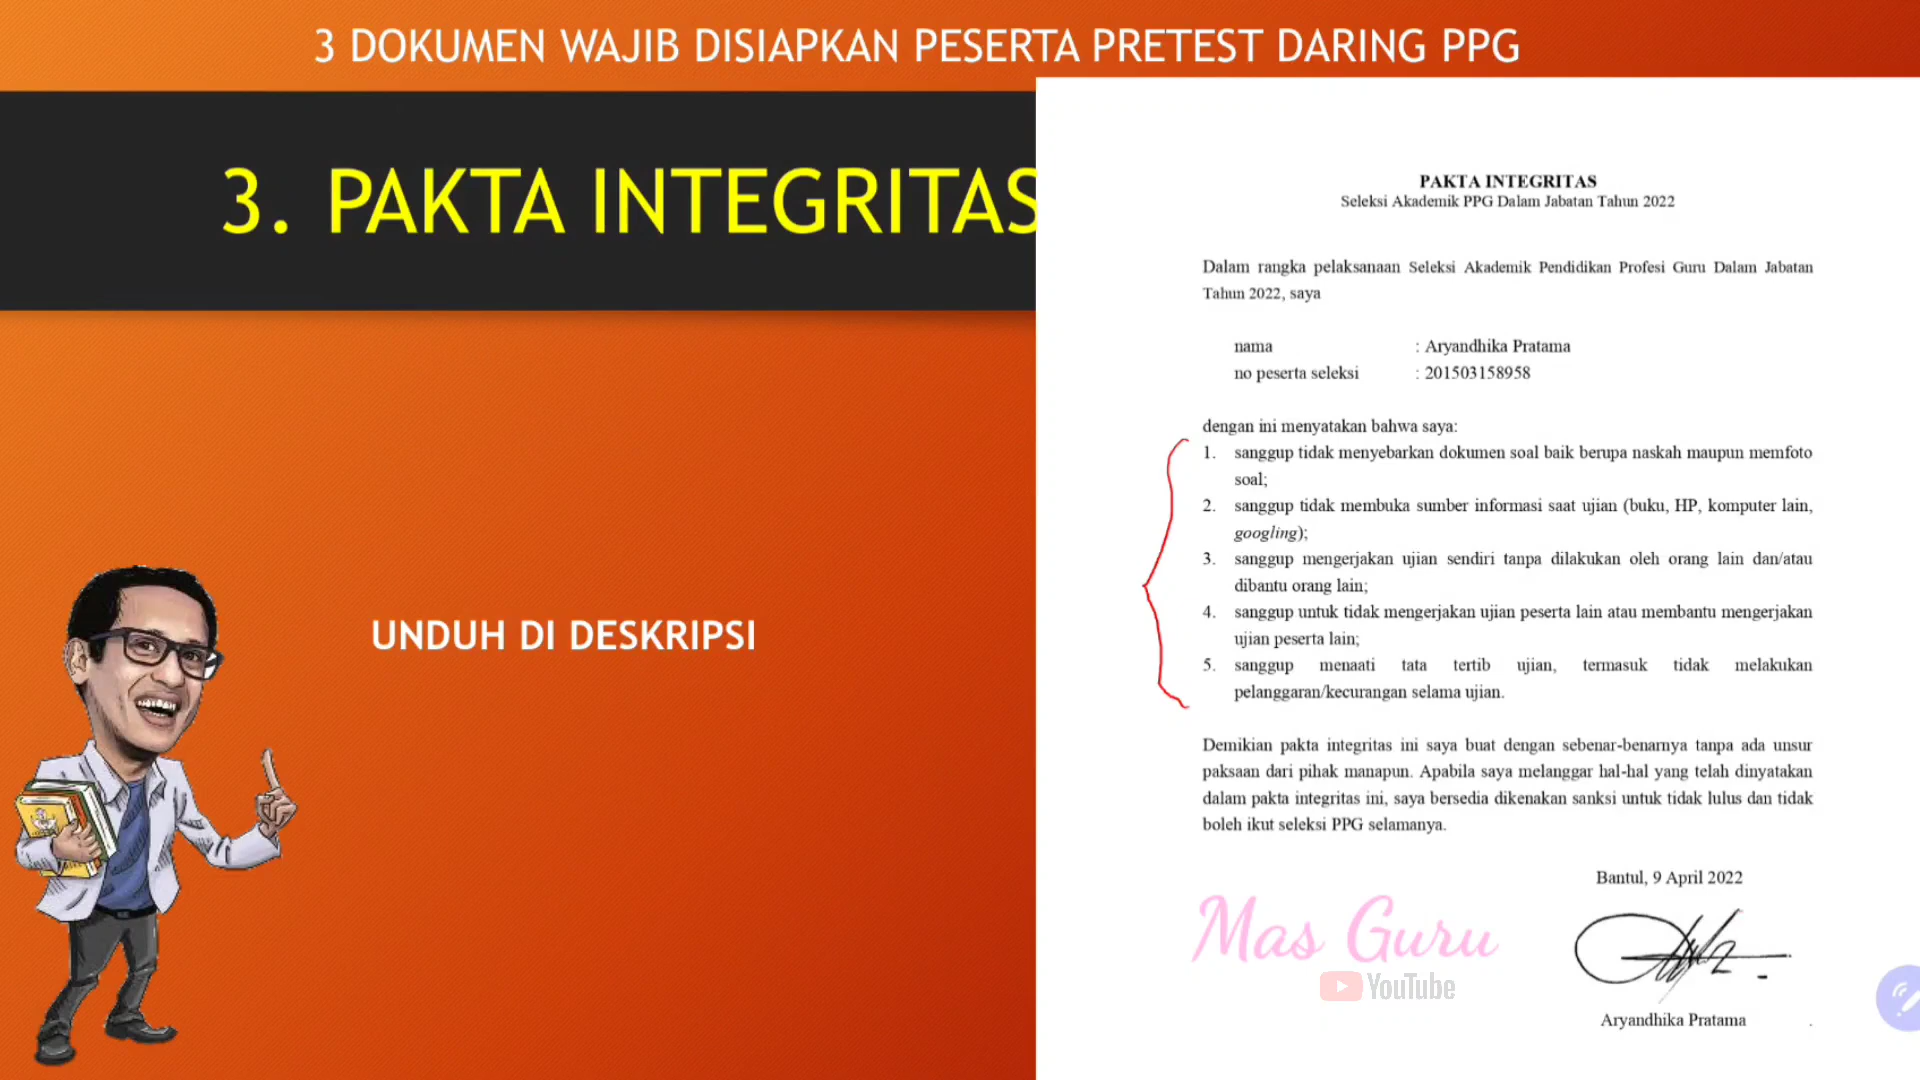 3 DOKUMEN WAJIB DISIAPKAN PESERTA PRETEST DARING PPG
3. PAKTA INTEGRITAS
UNDUH DI DESKRIPSI
PAKTA INTEGRITAS
Seleksi Akademik PPG Dalam Jabatan Tahun 2022
Dalam rangka pelaksanaan Seleksi Akademik Pendidikan Profesi Guru Dalam Jabatan
Tahun 2022, saya
nama : Aryandhika Pratama
no peserta seleksi : 201503158958
dengan ini menyatakan bahwa saya:
1. sanggup tidak menyebarkan dokumen soal baik berupa naskah maupun memfoto
soal;
2. sanggup tidak membuka sumber informasi saat ujian (buku, HP, komputer lain,
googling);
3. sanggup mengerjakan ujian sendiri tanpa dilakukan oleh orang lain dan/atau
dibantu orang lain;
4. sanggup untuk tidak mengerjakan ujian peserta lain atau membantu mengerjakan
ujian peserta lain;
5. sanggup menaati tata tertib ujian, termasuk tidak melakukan
pelanggaran/kecurangan selama ujian.
Demikian pakta integritas ini saya buat dengan sebenar-benarnya tanpa ada unsur
paksaan dari pihak manapun. Apabila saya melanggar hal-hal yang telah dinyatakan
dalam pakta integritas ini, saya bersedia dikenakan sanksi untuk tidak lulus dan tidak
boleh ikut seleksi PPG selamanya.
Bantul, 9 April 2022
Mas Guru
YouTube
Aryandhika Pratama